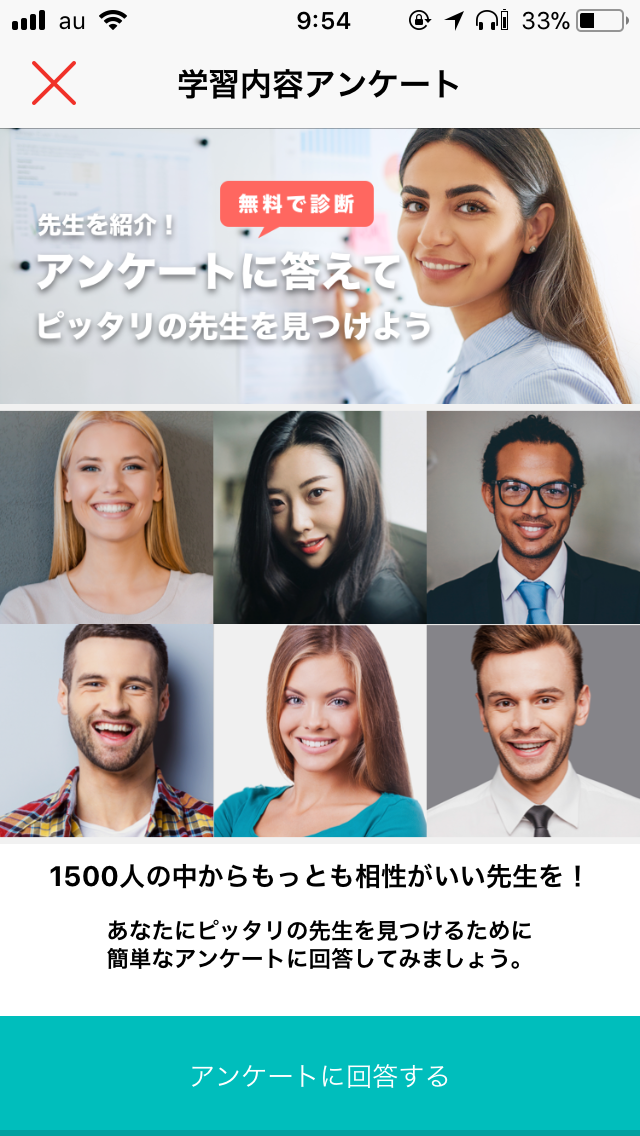 au 9:54 33%
学習内容アンケート
無料で診断
先生を紹介！
アンケートに答えて
ピッタリの先生を見つけよう
1500人の中からもっとも相性がいい先生を！
あなたにピッタリの先生を見つけるために
簡単なアンケートに回答してみましょう。
アンケートに回答する